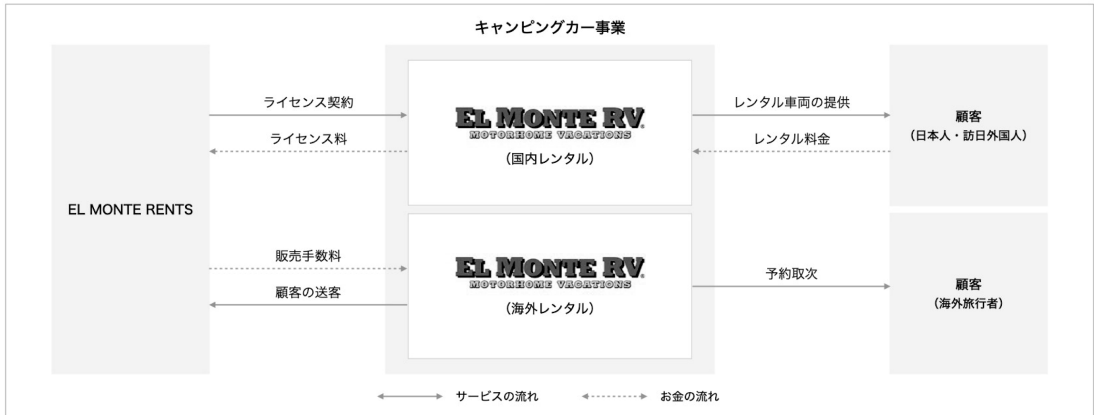 キャンピングカー事業
ライセンス契約
ライセンス料
EL MONTE RENTS
販売手数料
顧客の送客
EL MONTE RV.
MOTORHOME VACATIONS
(国内レンタル)
EL MONTE RV.
MOTORHOME VACATIONS
(海外レンタル)
レンタル車両の提供
レンタル料金
予約取次
顧客
(日本人・訪日外国人)
顧客
(海外旅行者)
サービスの流れ
お金の流れ